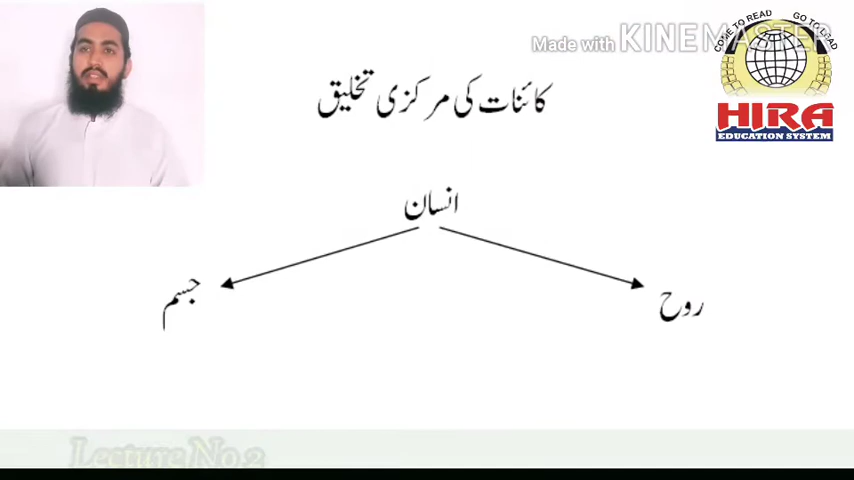 Made with KINEMASTER
COME TO READ GO TO LEAD
HIRA
EDUCATION SYSTEM
کائنات کی مرکزی تخلیق
انسان
روح
جسم
Lecture No.2